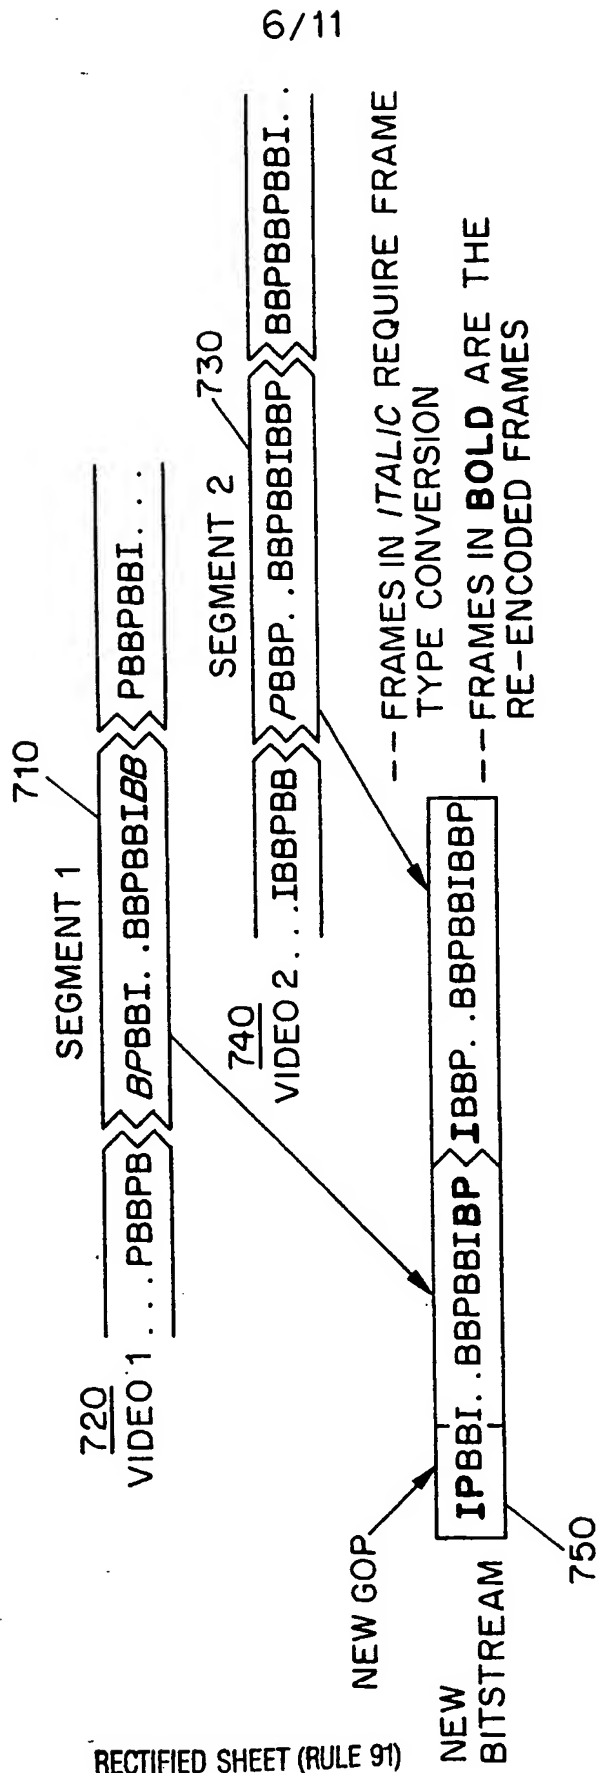 6/11
710
SEGMENT 1
720
VIDEO 1 . . . . PBBPB BPBBI. . .BBPBBIBB PBBPBBI. . . .
SEGMENT 2
730
740
VIDEO 2 . . . .IBBPBB PBBP. . .BBPBBIBBP BBPBBPBBI. . .
NEW GOP
NEW
BITSTREAM
IPBBI. . .BBPBBIBP IBBP. . .BBPBBIBBP
750
--FRAMES IN ITALIC REQUIRE FRAME
TYPE CONVERSION
--FRAMES IN BOLD ARE THE
RE-ENCODED FRAMES
RECTIFIED SHEET (RULE 91)